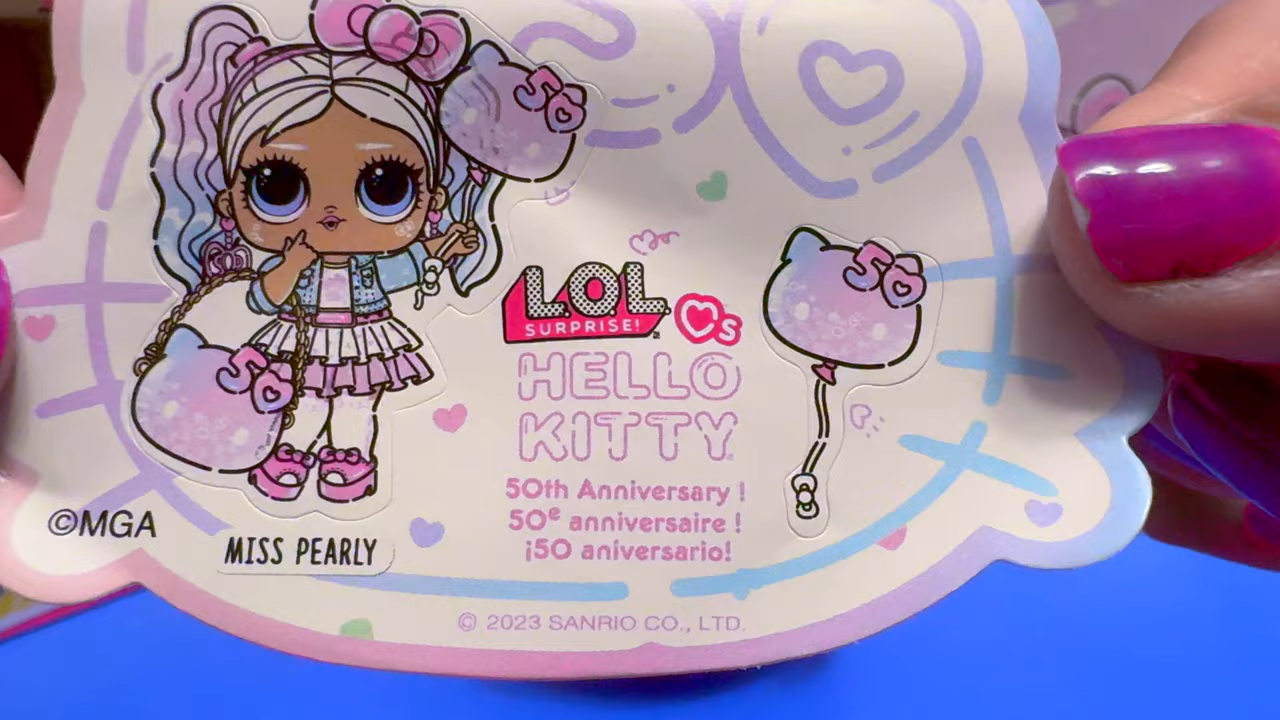 50
50
50
L.O.L.
SURPRISE!
s
HELLO
KITTY
50th Anniversary !
50e anniversaire !
¡50 aniversario!
©MGA
MISS PEARLY
© 2023 SANRIO CO., LTD.